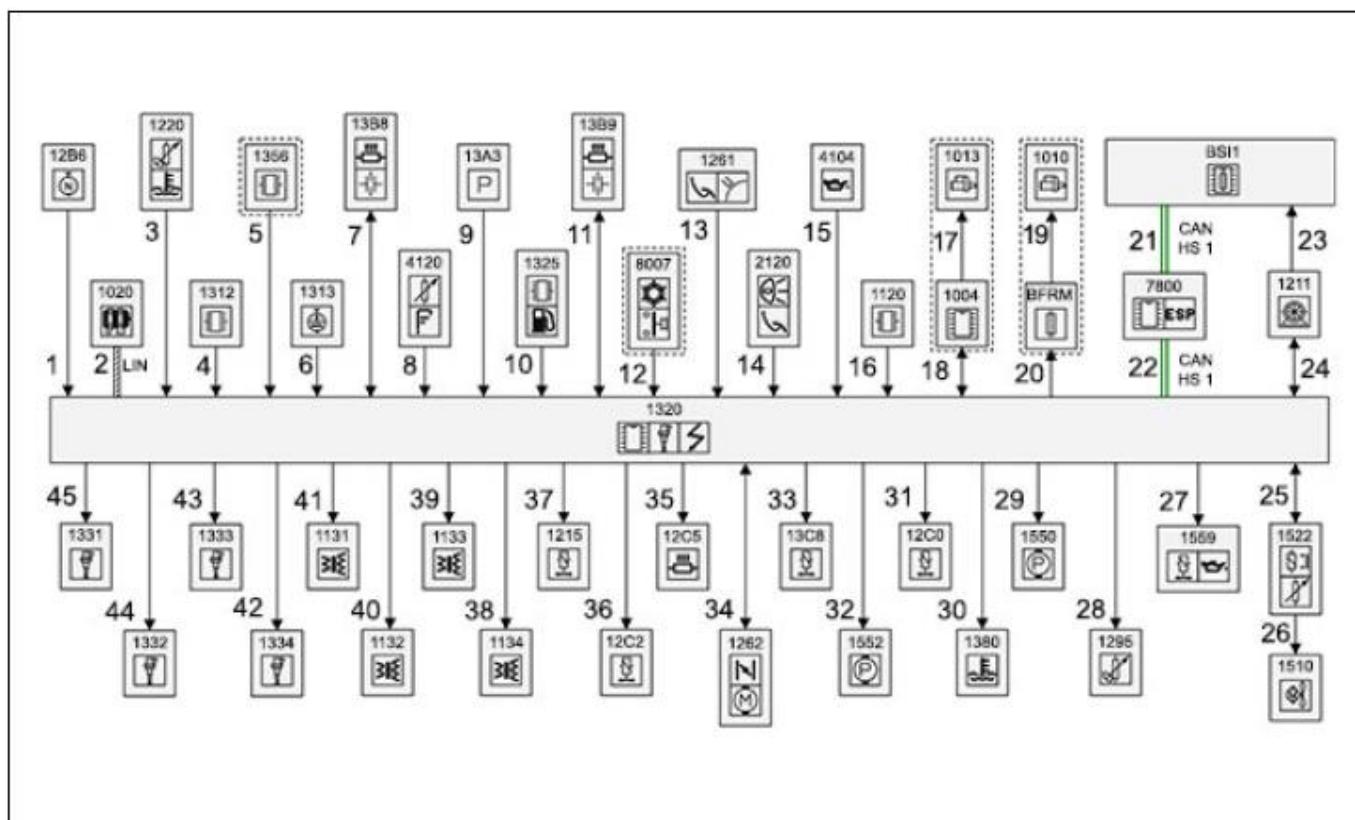 1220 13B8 13B9
12B6 1356 13A3 1261 4104 1013 1010 BSI1
N P
3 5 7 9 11 13 15 17 19 21 CAN HS 1 23
4120 1325 8007 2120 7800 1211
1020 1312 1313 1120 1004 BFRM ESP
1 2 LIN 4 6 8 10 12 14 16 18 20 22 CAN HS 1 24
1320
45 43 41 39 37 35 33 31 29 27 25
1331 1333 1131 1133 1215 12C5 13C8 12C0 1550 1559 1522
P
44 42 40 38 36 34 32 30 28 26
1332 1334 1132 1134 12C2 1262 1552 1380 1295 1510
M P